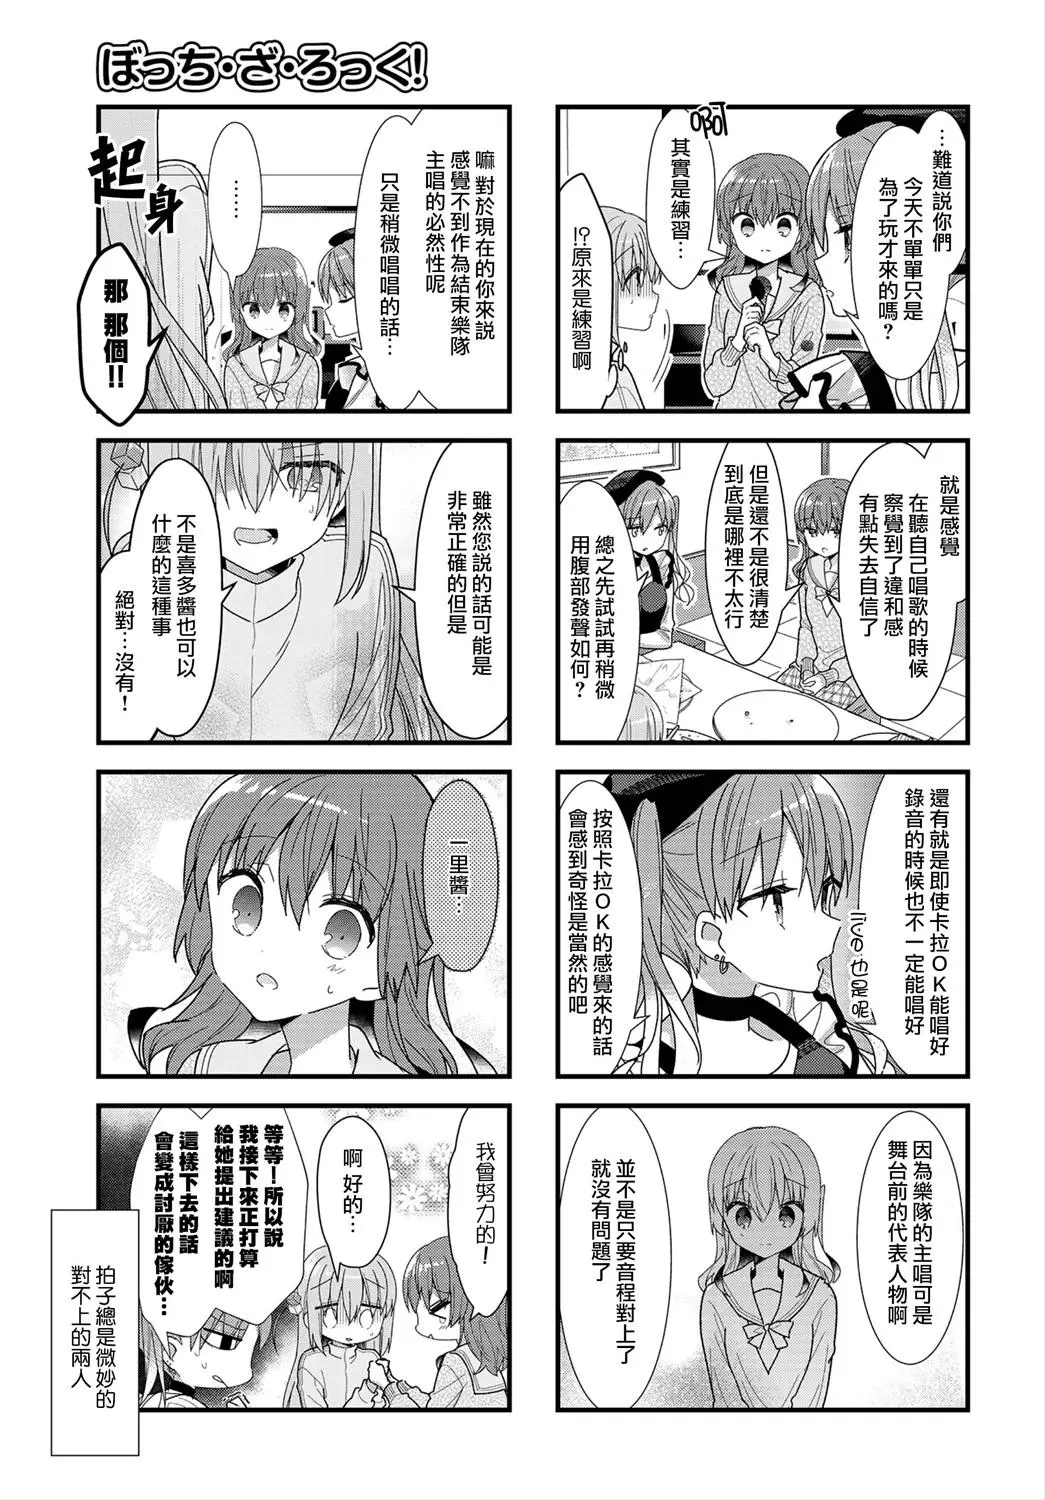 ぼっち・ざ・ろっく!
…難道說你們
今天不單單只是
為了玩才來的嗎?
啊
其實是練習…
!?原來是練習啊
就是感覺
在聽自己唱歌的時候
察覺到了違和感
有點失去自信了
但是還不是很清楚
到底是哪裡不太行
總之先試試再稍微
用腹部發聲如何?
還有就是即使卡拉OK能唱好
錄音的時候也不一定能唱好
live也是呢
按照卡拉OK的感覺來的話
會感到奇怪是當然的吧
因為樂隊的主唱可是
舞台前的代表人物啊
並不是只要音程對上了
就沒有問題了
嘛 對於現在的你來說
感覺不到作為結束樂隊
主唱的必然性呢
只是稍微唱唱的話…
……
起身
那 那個!!
雖然您說的話可能是
非常正確的但是
不是喜多醬也可以
什麼的這種事
絕對…沒有!
一里醬…
我會努力的!
啊 好的…
等等!所以說
我接下來正打算
給她提出建議的啊
這樣下去的話
會變成討厭的傢伙…
拍子總是微妙的
對不上的兩人